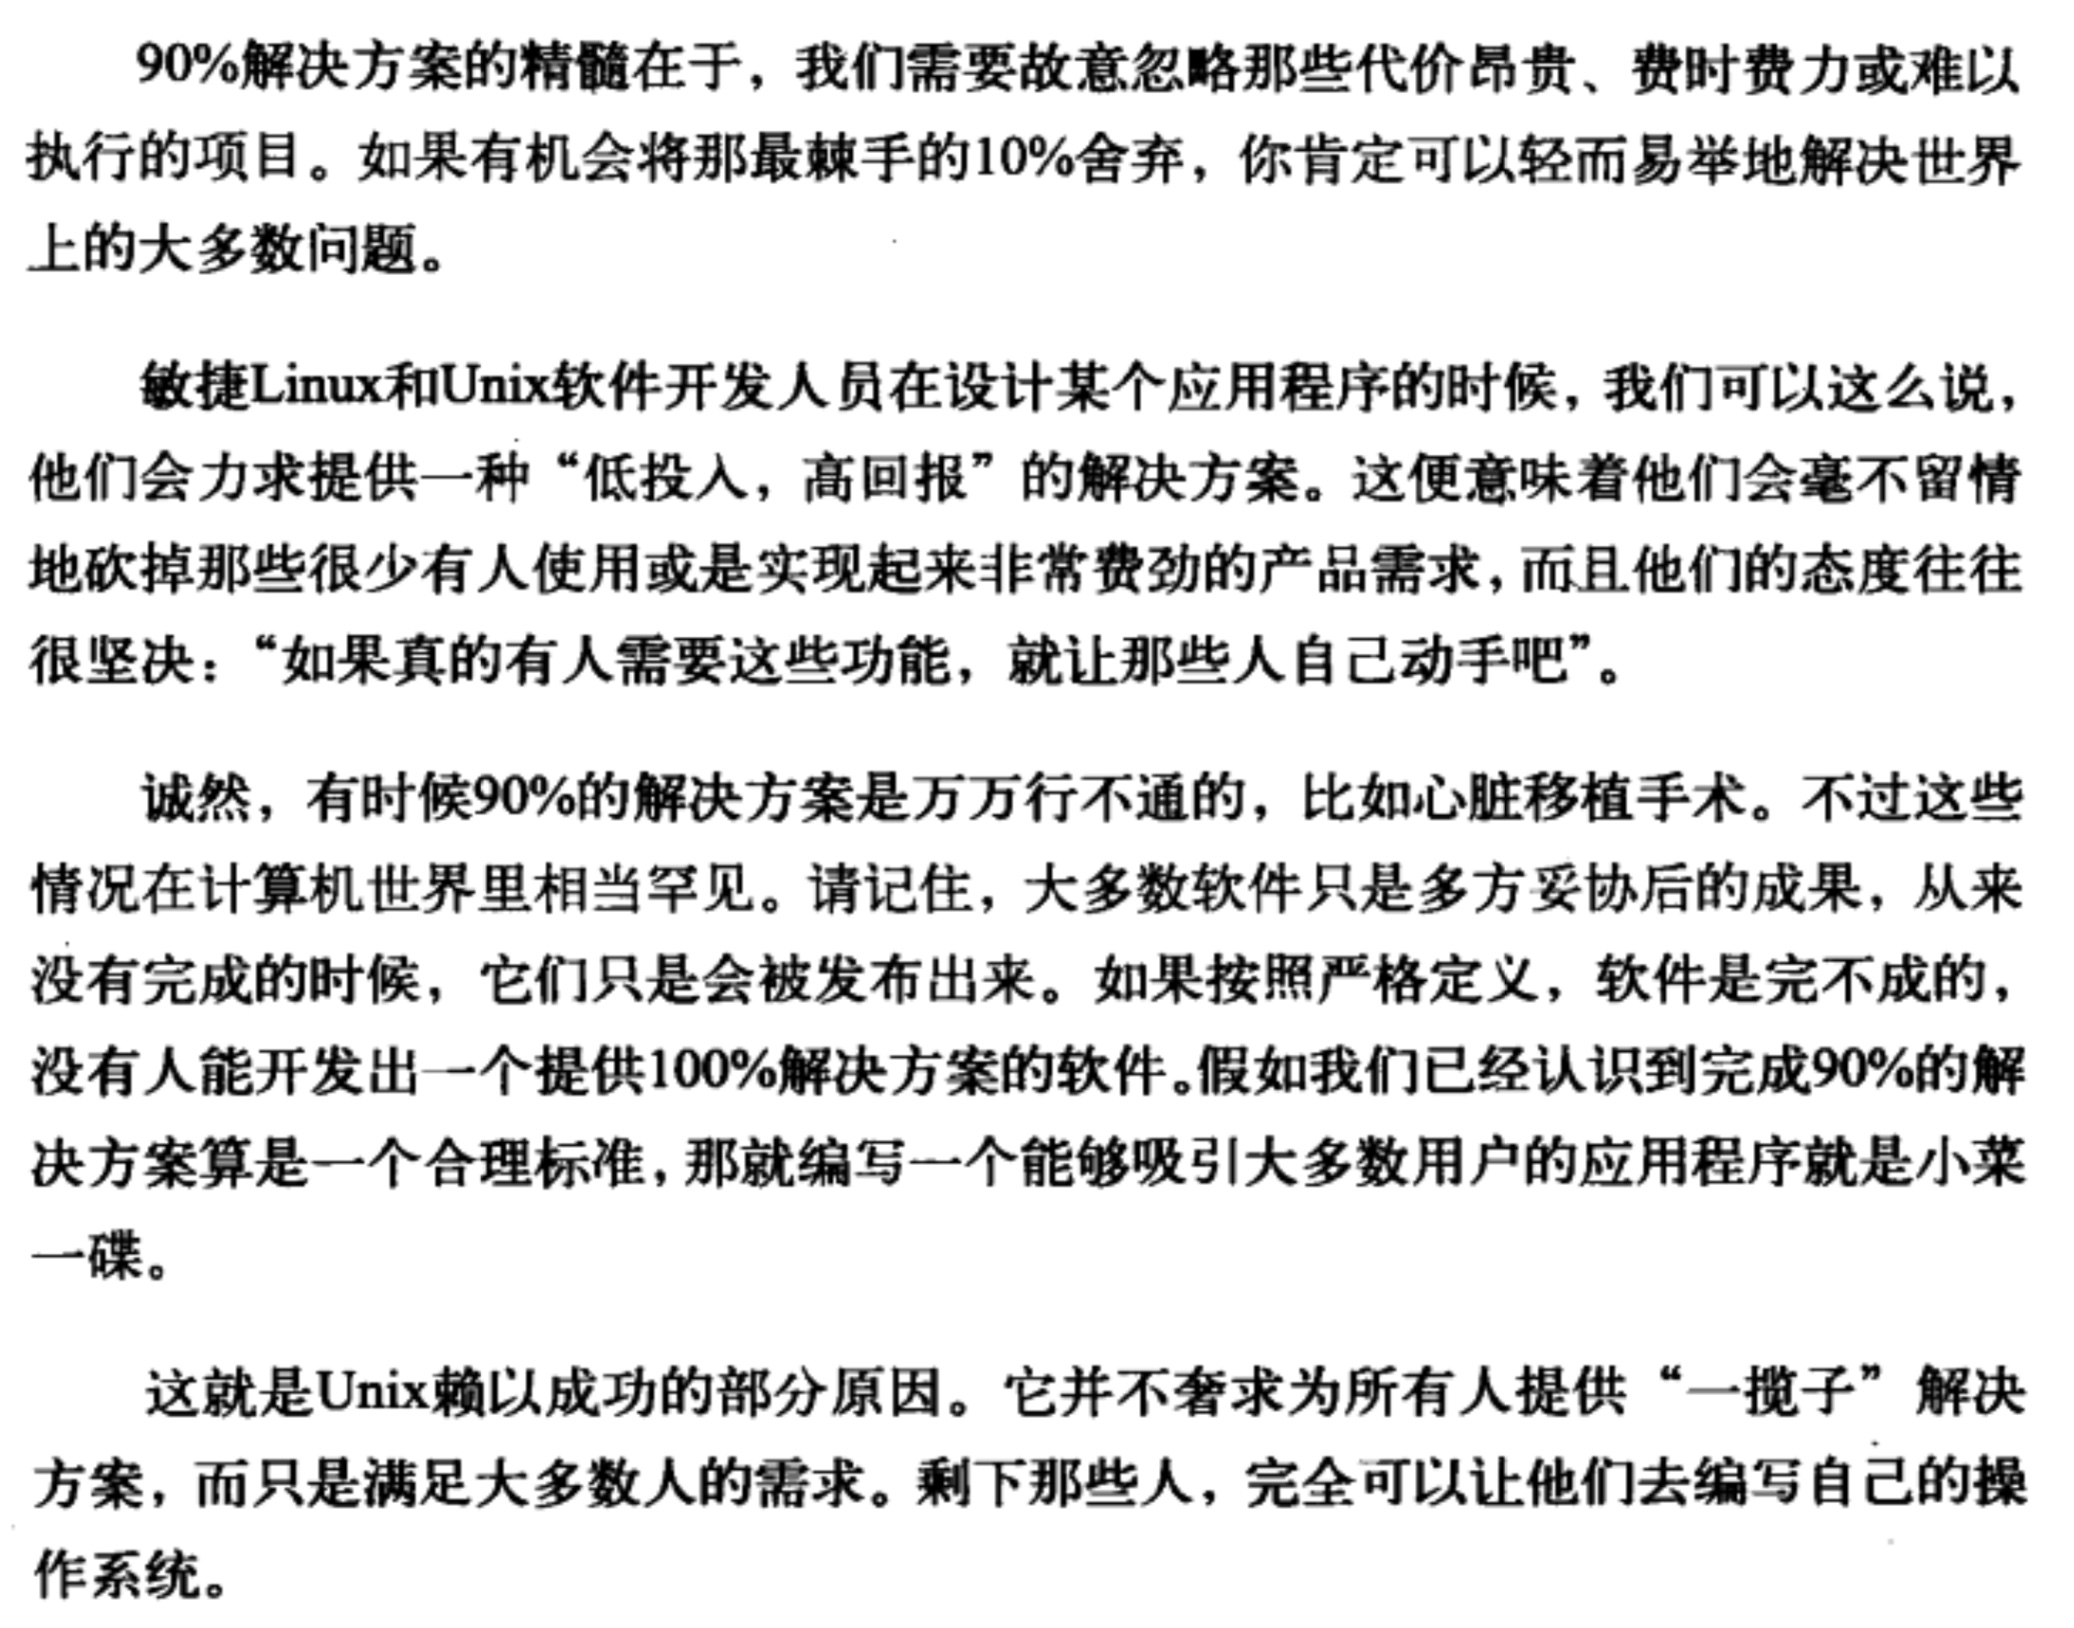 90%解决方案的精髓在于，我们需要故意忽略那些代价昂贵、费时费力或难以
执行的项目。如果有机会将那最棘手的10%舍弃，你肯定可以轻而易举地解决世界
上的大多数问题。
敏捷Linux和Unix软件开发人员在设计某个应用程序的时候，我们可以这么说，
他们会力求提供一种“低投入，高回报”的解决方案。这便意味着他们会毫不留情
地砍掉那些很少有人使用或是实现起来非常费劲的产品需求，而且他们的态度往往
很坚决：“如果真的有人需要这些功能，就让那些人自己动手吧”。
诚然，有时候90%的解决方案是万万行不通的，比如心脏移植手术。不过这些
情况在计算机世界里相当罕见。请记住，大多数软件只是多方妥协后的成果，从来
没有完成的时候，它们只是会被发布出来。如果按照严格定义，软件是完不成的，
没有人能开发出一个提供100%解决方案的软件。假如我们已经认识到完成90%的解
决方案算是一个合理标准，那就编写一个能够吸引大多数用户的应用程序就是小菜
一碟。
这就是Unix赖以成功的部分原因。它并不奢求为所有人提供“一揽子”解决
方案，而只是满足大多数人的需求。剩下那些人，完全可以让他们去编写自己的操
作系统。